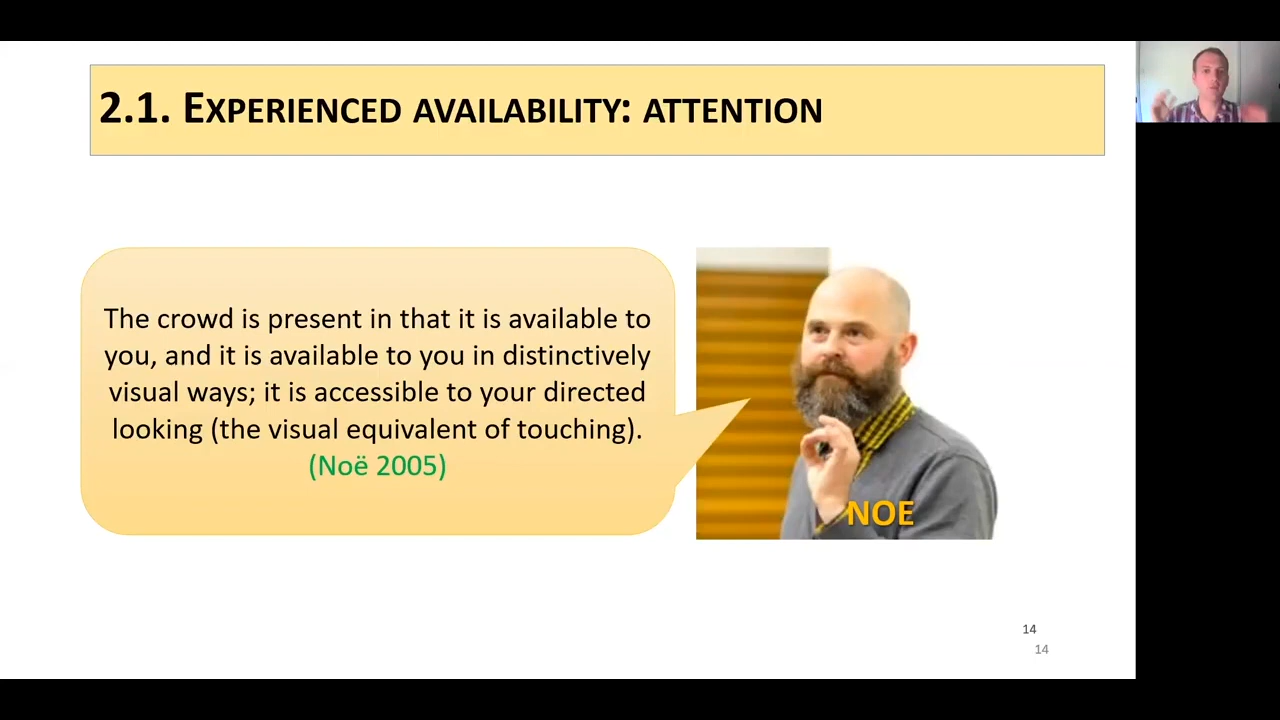 2.1. EXPERIENCED AVAILABILITY: ATTENTION
The crowd is present in that it is available to
you, and it is available to you in distinctively
visual ways; it is accessible to your directed
looking (the visual equivalent of touching).
(Noë 2005)
NOE
14
14